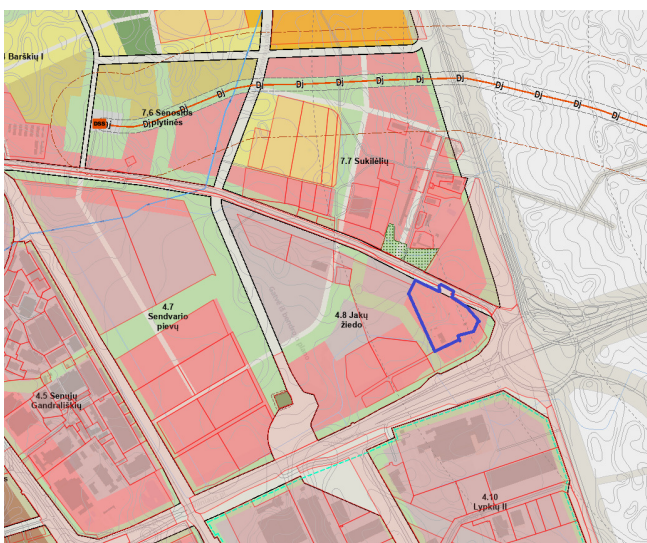 I Barškių I
Dj
Dj
Dj
Dj
Dj
Dj
Dj
Dj
Dj
Dj
Dj
Dj
7.6 Senosios
plytinės
7.7 Sukilėlių
4.7
Sendvario
pievų
4.8 Jakų
žiedo
4.5 Senųjų
Gandrališkių
4.10
Lypkių II
s